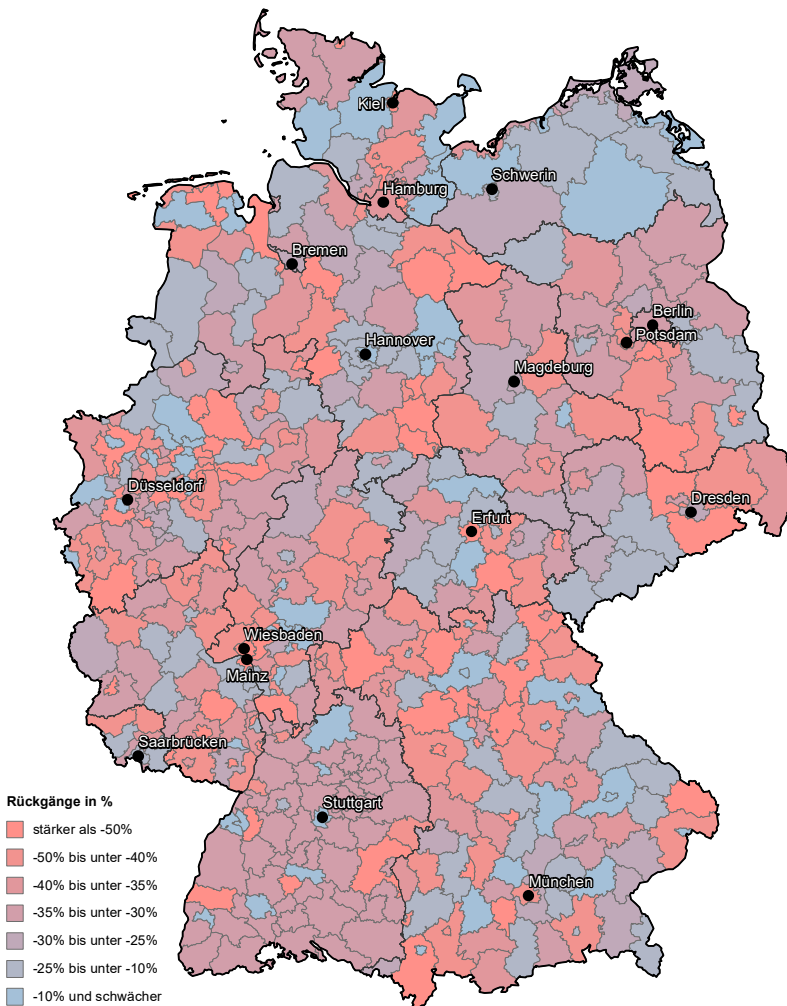 Kiel
Schwerin
Hamburg
Bremen
Berlin
Potsdam
Hannover
Magdeburg
Düsseldorf
Dresden
Erfurt
Wiesbaden
Mainz
Saarbrücken
Stuttgart
München
Rückgänge in %
stärker als -50%
-50% bis unter -40%
-40% bis unter -35%
-35% bis unter -30%
-30% bis unter -25%
-25% bis unter -10%
-10% und schwächer